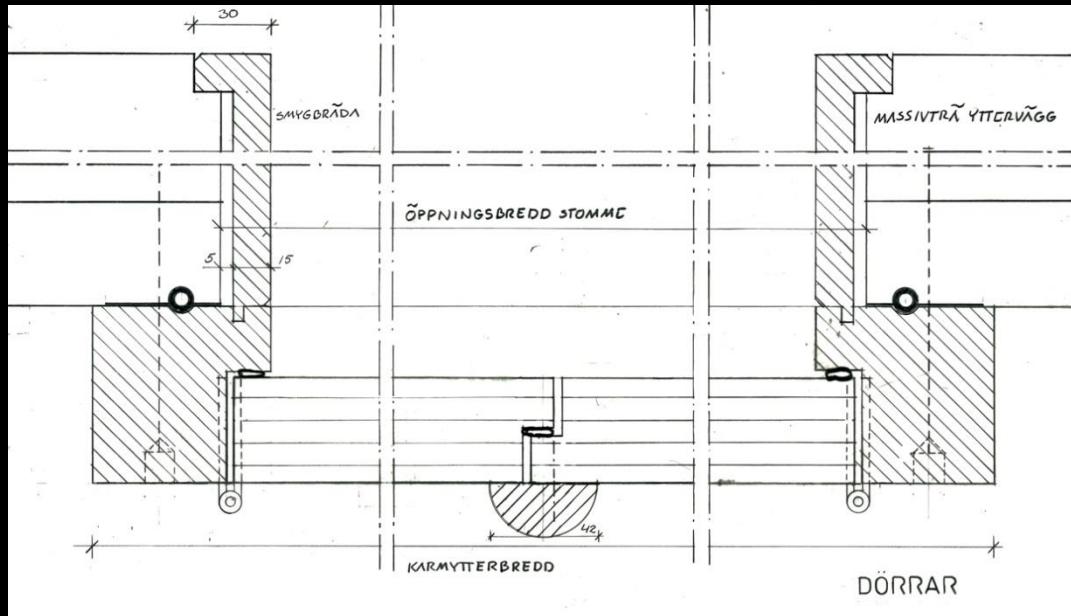 30
SMYGBRÄDA
MASSIVTRÄ YTTERVÄGG
ÖPPNINGSBREDD STOMME
5
15
42
KARMYTTERBREDD
DÖRRAR